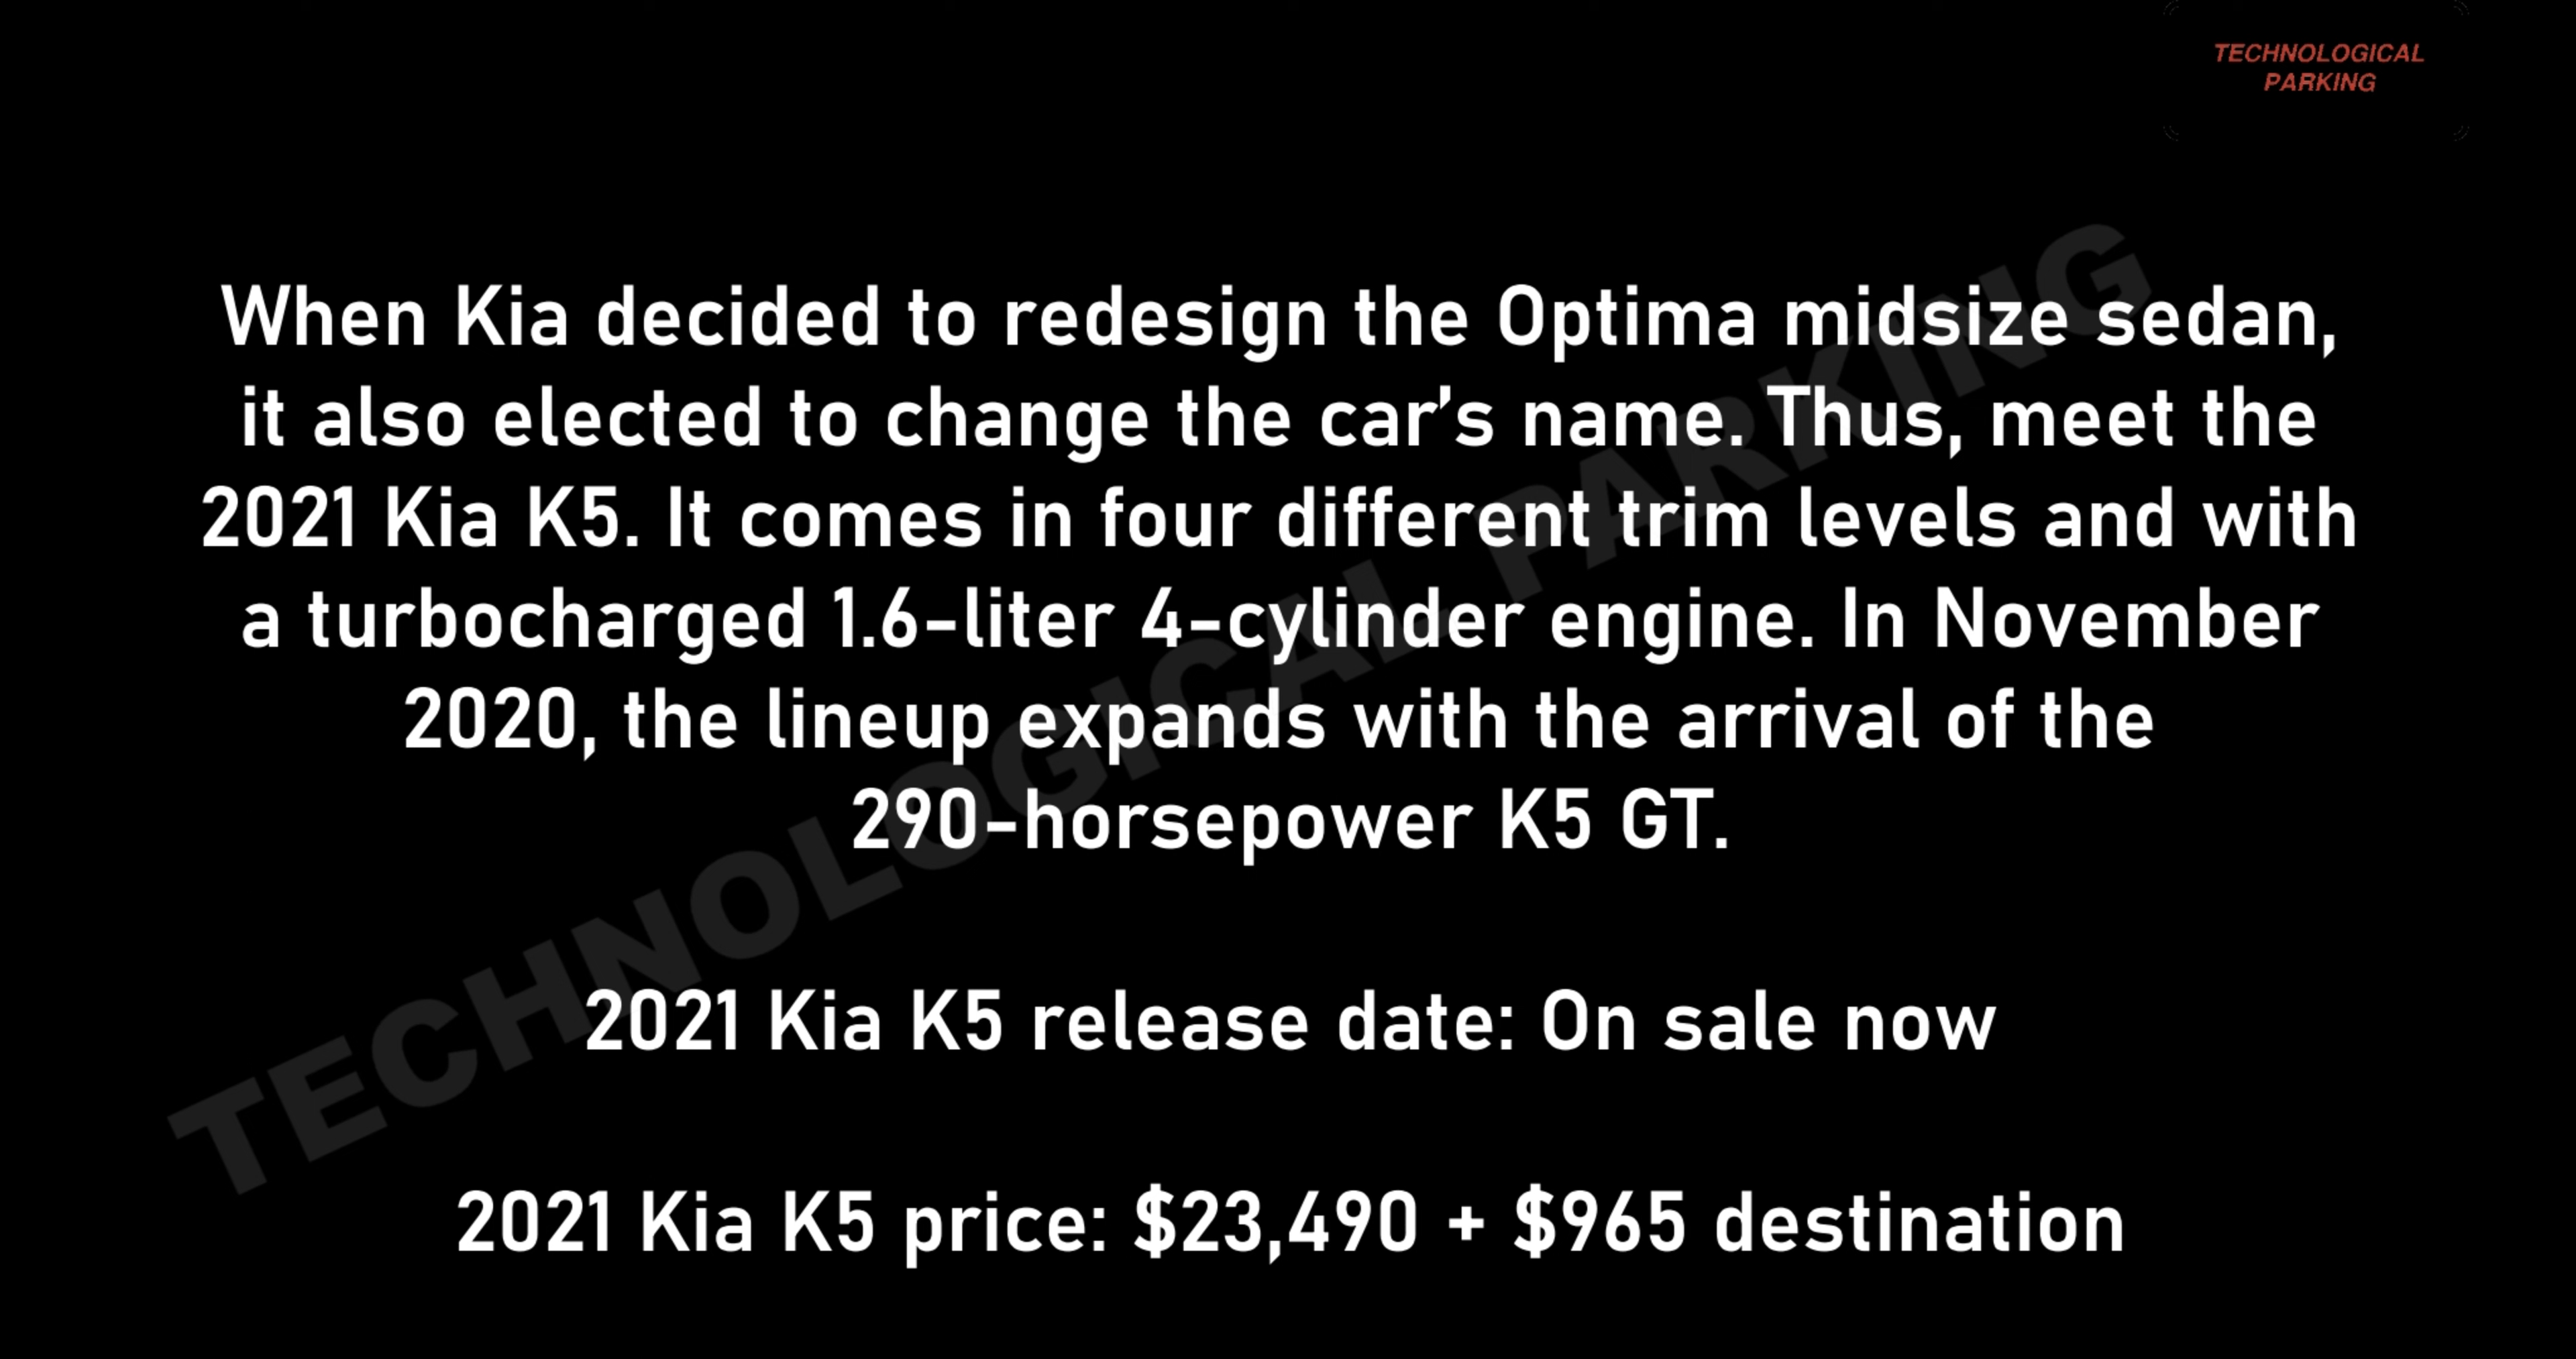 TECHNOLOGICAL
PARKING
When Kia decided to redesign the Optima midsize sedan,
it also elected to change the car's name. Thus, meet the
2021 Kia K5. It comes in four different trim levels and with
a turbocharged 1.6-liter 4-cylinder engine. In November
2020, the lineup expands with the arrival of the
290-horsepower K5 GT.
2021 Kia K5 release date: On sale now
2021 Kia K5 price: $23,490 + $965 destination
TECHNOLOGICAL PARKING